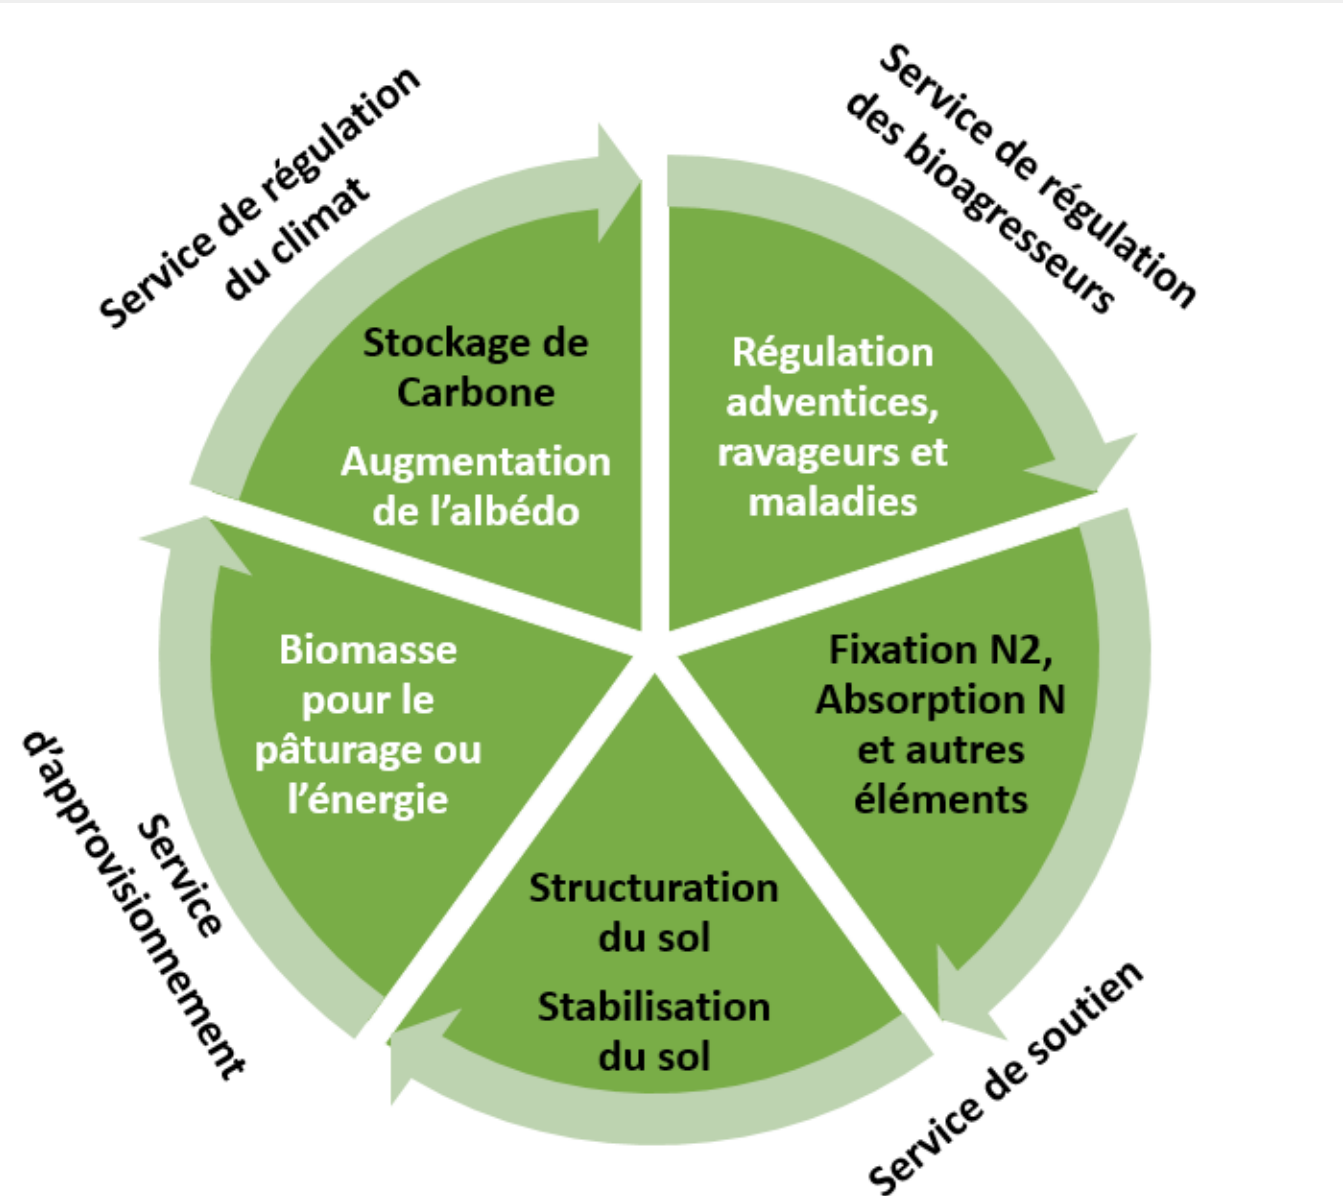 Service de régulation
du climat
Service de régulation
des bioagresseurs
Stockage de
Carbone
Augmentation
de l’albédo
Régulation
adventices,
ravageurs et
maladies
Biomasse
pour le
pâturage ou
l’énergie
Fixation N2,
Absorption N
et autres
éléments
Structuration
du sol
Stabilisation
du sol
Service
d’approvisionnement
Service de soutien